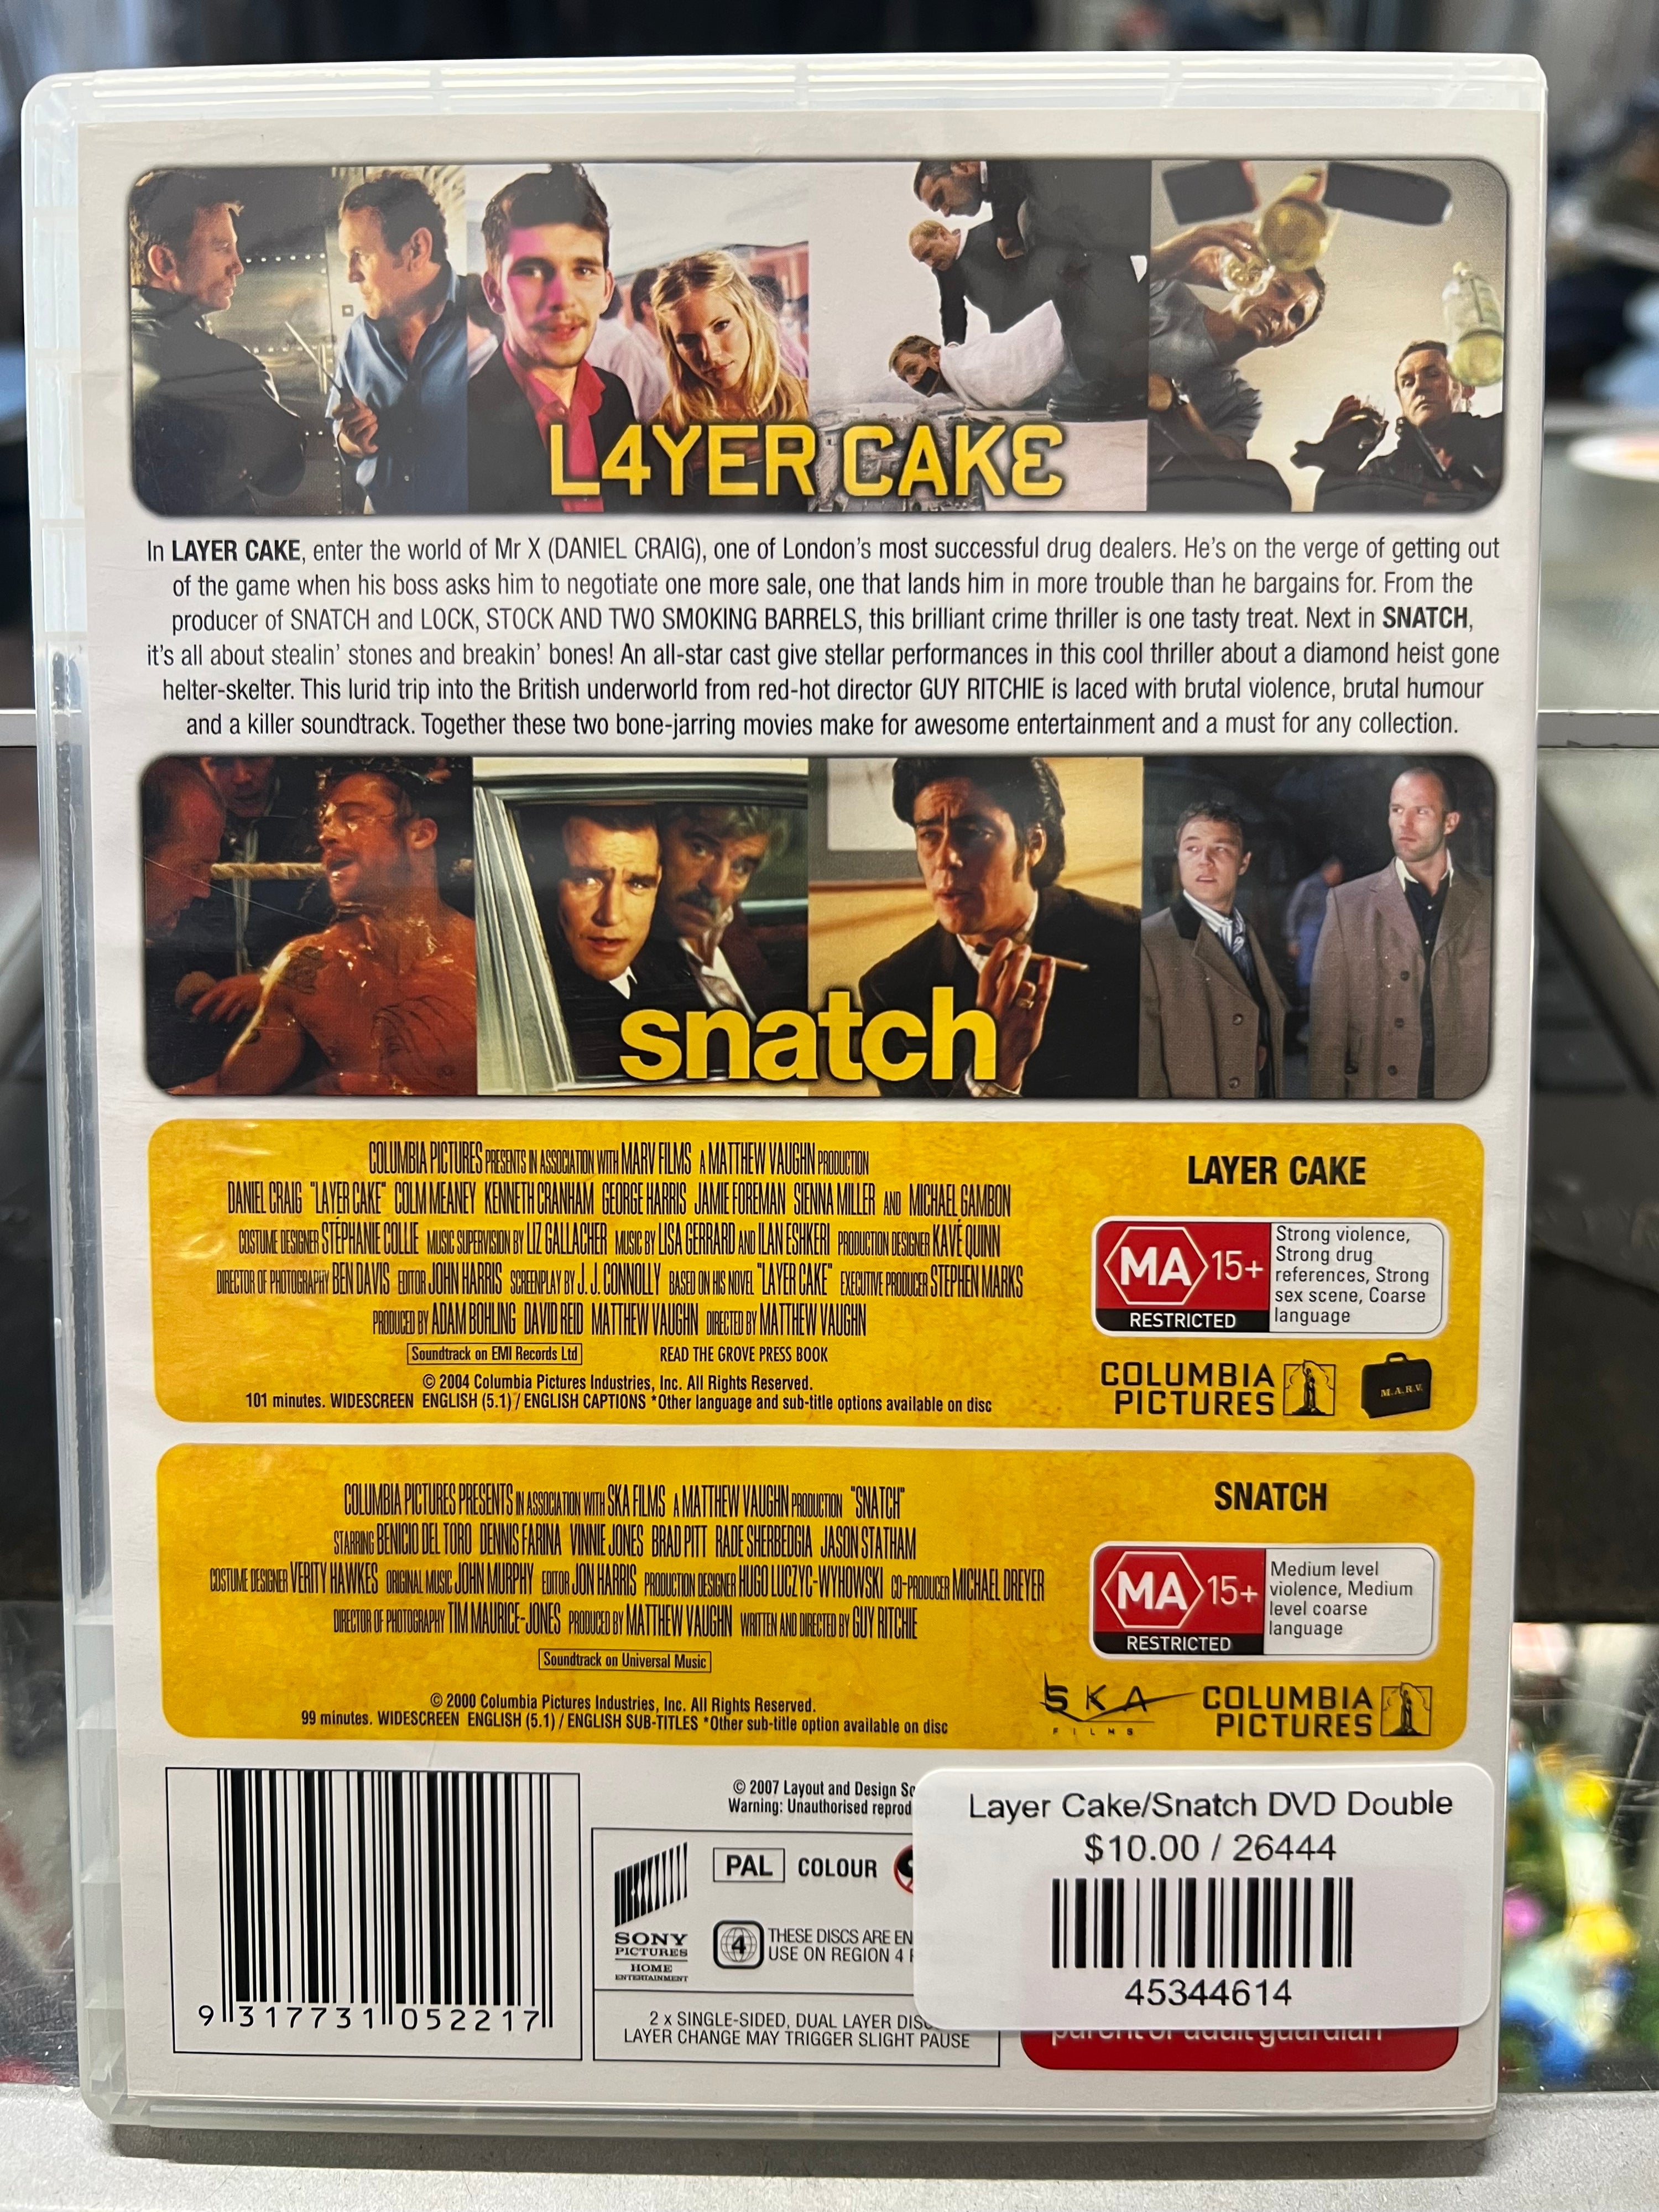 L4YER CAKE
In LAYER CAKE, enter the world of Mr X (DANIEL CRAIG), one of London's most successful drug dealers. He's on the verge of getting out
of the game when his boss asks him to negotiate one more sale, one that lands him in more trouble than he bargains for. From the
producer of SNATCH and LOCK, STOCK AND TWO SMOKING BARRELS, this brilliant crime thriller is one tasty treat. Next in SNATCH,
it's all about stealin' stones and breakin' bones! An all-star cast give stellar performances in this cool thriller about a diamond heist gone
helter-skelter. This lurid trip into the British underworld from red-hot director GUY RITCHIE is laced with brutal violence, brutal humour
and a killer soundtrack. Together these two bone-jarring movies make for awesome entertainment and a must for any collection.
snatch
COLUMBIA PICTURES PRESENTS IN ASSOCIATION WITH MARV FILMS A MATTHEW VAUGHN PRODUCTION
DANIEL CRAIG "LAYER CAKE" COLM MEANEY KENNETH CRANHAM GEORGE HARRIS JAMIE FOREMAN SIENNA MILLER AND MICHAEL GAMBON
COSTUME DESIGNER STÉPHANIE COLLIE MUSIC SUPERVISION BY LIZ GALLACHER MUSIC BY LISA GERRARD AND ILAN ESHKERI PRODUCTION DESIGNER KAVÉ QUINN
DIRECTOR OF PHOTOGRAPHY BEN DAVIS EDITOR JOHN HARRIS SCREENPLAY BY J. J. CONNOLLY BASED ON HIS NOVEL "LAYER CAKE" EXECUTIVE PRODUCER STEPHEN MARKS
PRODUCED BY ADAM BOHLING DAVID REID MATTHEW VAUGHN DIRECTED BY MATTHEW VAUGHN
Soundtrack on EMI Records Ltd READ THE GROVE PRESS BOOK
© 2004 Columbia Pictures Industries, Inc. All Rights Reserved.
101 minutes. WIDESCREEN ENGLISH (5.1) / ENGLISH CAPTIONS *Other language and sub-title options available on disc
LAYER CAKE
MA 15+
RESTRICTED
Strong violence,
Strong drug
references, Strong
sex scene, Coarse
language
COLUMBIA
PICTURES
M.A.R.V.
COLUMBIA PICTURES PRESENTS IN ASSOCIATION WITH SKA FILMS A MATTHEW VAUGHN PRODUCTION "SNATCH"
STARRING BENICIO DEL TORO DENNIS FARINA VINNIE JONES BRAD PITT RADE SHERBEDGIA JASON STATHAM
COSTUME DESIGNER VERITY HAWKES ORIGINAL MUSIC JOHN MURPHY EDITOR JON HARRIS PRODUCTION DESIGNER HUGO LUCZYC-WYHOWSKI CO-PRODUCER MICHAEL DREYER
DIRECTOR OF PHOTOGRAPHY TIM MAURICE-JONES PRODUCED BY MATTHEW VAUGHN WRITTEN AND DIRECTED BY GUY RITCHIE
Soundtrack on Universal Music
© 2000 Columbia Pictures Industries, Inc. All Rights Reserved.
99 minutes. WIDESCREEN ENGLISH (5.1) / ENGLISH SUB-TITLES *Other sub-title option available on disc
SNATCH
MA 15+
RESTRICTED
Medium level
violence, Medium
level coarse
language
SKA
FILMS
COLUMBIA
PICTURES
9 317731 052217
© 2007 Layout and Design
Warning: Unauthorised
SONY
PICTURES
HOME
ENTERTAINMENT
PAL COLOUR
4
THESE DISCS ARE
USE ON REGION 4
2 x SINGLE-SIDED, DUAL LAYER
LAYER CHANGE MAY TRIGGER SLIGHT PAUSE
Layer Cake/Snatch DVD Double
$10.00 / 26444
45344614
parent or adult guardian